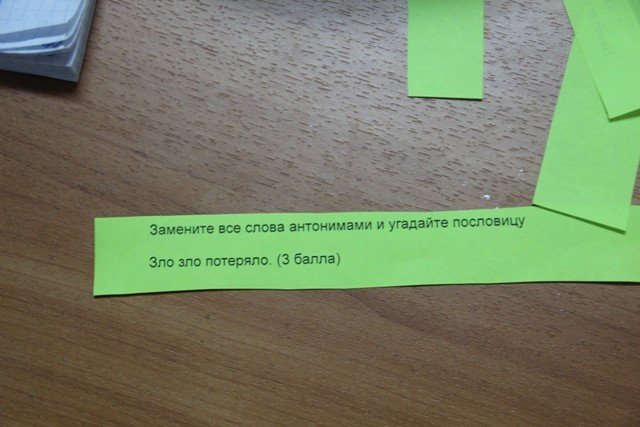 Замените все слова антонимами и угадайте пословицу
Зло зло потеряло. (3 балла)